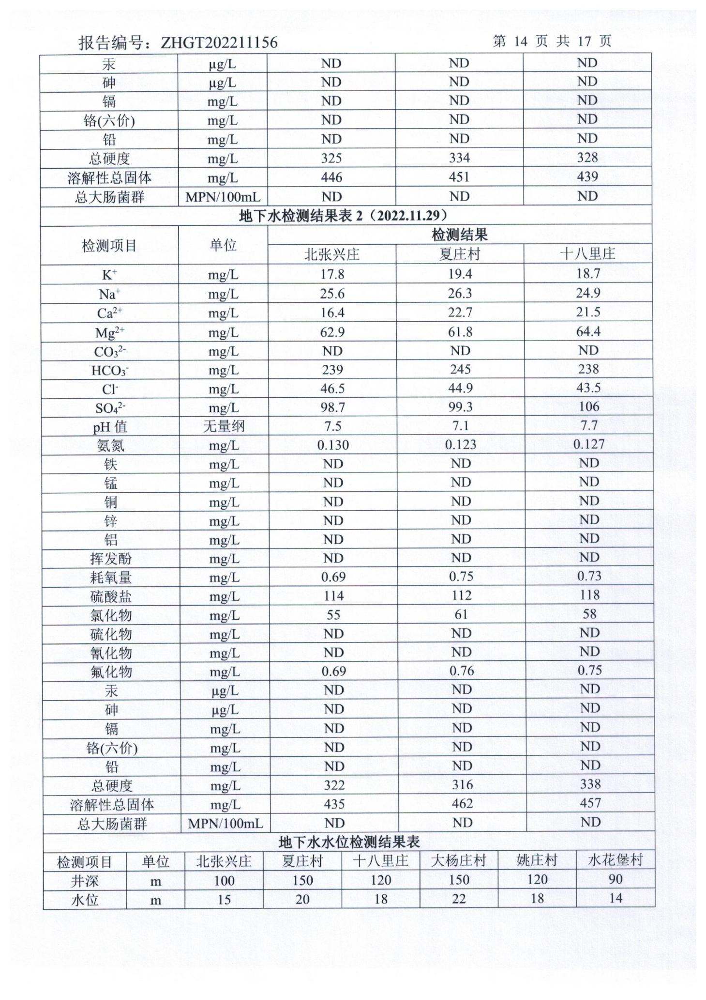 报告编号：ZHGT202211156 第 14 页 共 17 页
汞 μg/L ND ND ND
砷 μg/L ND ND ND
镉 mg/L ND ND ND
铬(六价) mg/L ND ND ND
铅 mg/L ND ND ND
总硬度 mg/L 325 334 328
溶解性总固体 mg/L 446 451 439
总大肠菌群 MPN/100mL ND ND ND
地下水检测结果表 2（2022.11.29）
检测项目 单位 检测结果
北张兴庄 夏庄村 十八里庄
K⁺ mg/L 17.8 19.4 18.7
Na⁺ mg/L 25.6 26.3 24.9
Ca²⁺ mg/L 16.4 22.7 21.5
Mg²⁺ mg/L 62.9 61.8 64.4
CO₃²⁻ mg/L ND ND ND
HCO₃⁻ mg/L 239 245 238
Cl⁻ mg/L 46.5 44.9 43.5
SO₄²⁻ mg/L 98.7 99.3 106
pH 值 无量纲 7.5 7.1 7.7
氨氮 mg/L 0.130 0.123 0.127
铁 mg/L ND ND ND
锰 mg/L ND ND ND
铜 mg/L ND ND ND
锌 mg/L ND ND ND
铝 mg/L ND ND ND
挥发酚 mg/L ND ND ND
耗氧量 mg/L 0.69 0.75 0.73
硫酸盐 mg/L 114 112 118
氯化物 mg/L 55 61 58
硫化物 mg/L ND ND ND
氰化物 mg/L ND ND ND
氟化物 mg/L 0.69 0.76 0.75
汞 μg/L ND ND ND
砷 μg/L ND ND ND
镉 mg/L ND ND ND
铬(六价) mg/L ND ND ND
铅 mg/L ND ND ND
总硬度 mg/L 322 316 338
溶解性总固体 mg/L 435 462 457
总大肠菌群 MPN/100mL ND ND ND
地下水水位检测结果表
检测项目 单位 北张兴庄 夏庄村 十八里庄 大杨庄村 姚庄村 水花堡村
井深 m 100 150 120 150 120 90
水位 m 15 20 18 22 18 14